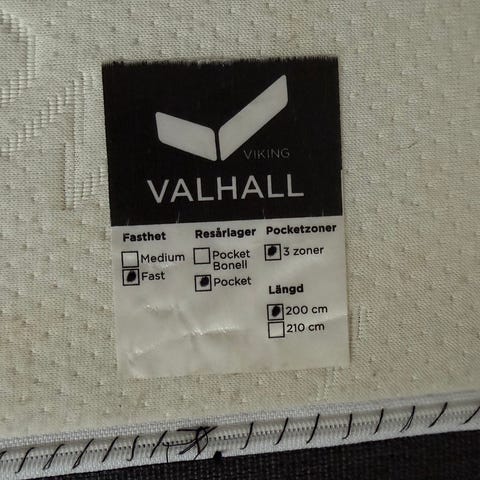 VIKING
VALHALL
Fasthet
Medium
Fast
Resårlager
Pocket
Bonell
Pocket
Pocketzoner
3 zoner
Längd
200 cm
210 cm